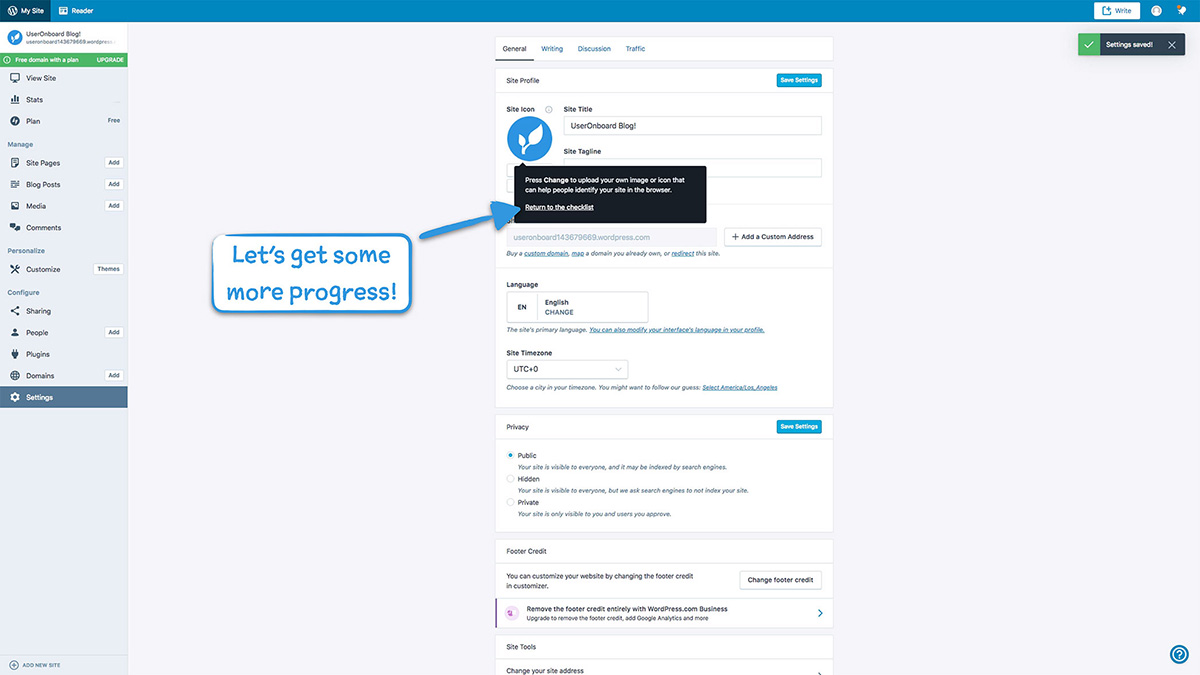 My Site
Reader
Write
UserOnboard Blog!
useronboard143679669.wordpress
Free domain with a plan UPGRADE
View Site
Stats
Plan Free
Manage
Site Pages Add
Blog Posts Add
Media Add
Comments
Personalize
Customize Themes
Configure
Sharing
People Add
Plugins
Domains Add
Settings
ADD NEW SITE
General Writing Discussion Traffic
Settings saved!
Site Profile Save Settings
Site Icon
Site Title
UserOnboard Blog!
Site Tagline
Press Change to upload your own image or icon that
can help people identify your site in the browser.
Return to the checklist
Let's get some
more progress!
useronboard143679669.wordpress.com
+ Add a Custom Address
Buy a custom domain, map a domain you already own, or redirect this site.
Language
EN
English
CHANGE
The site's primary language. You can also modify your interface's language in your profile.
Site Timezone
UTC+0
Choose a city in your timezone. You might want to follow our guess: Select America/Los_Angeles
Privacy Save Settings
Public
Your site is visible to everyone, and it may be indexed by search engines.
Hidden
Your site is visible to everyone, but we ask search engines to not index your site.
Private
Your site is only visible to you and users you approve.
Footer Credit
You can customize your website by changing the footer credit
in customizer.
Change footer credit
Remove the footer credit entirely with WordPress.com Business
Upgrade to remove the footer credit, add Google Analytics and more
Site Tools
Change your site address